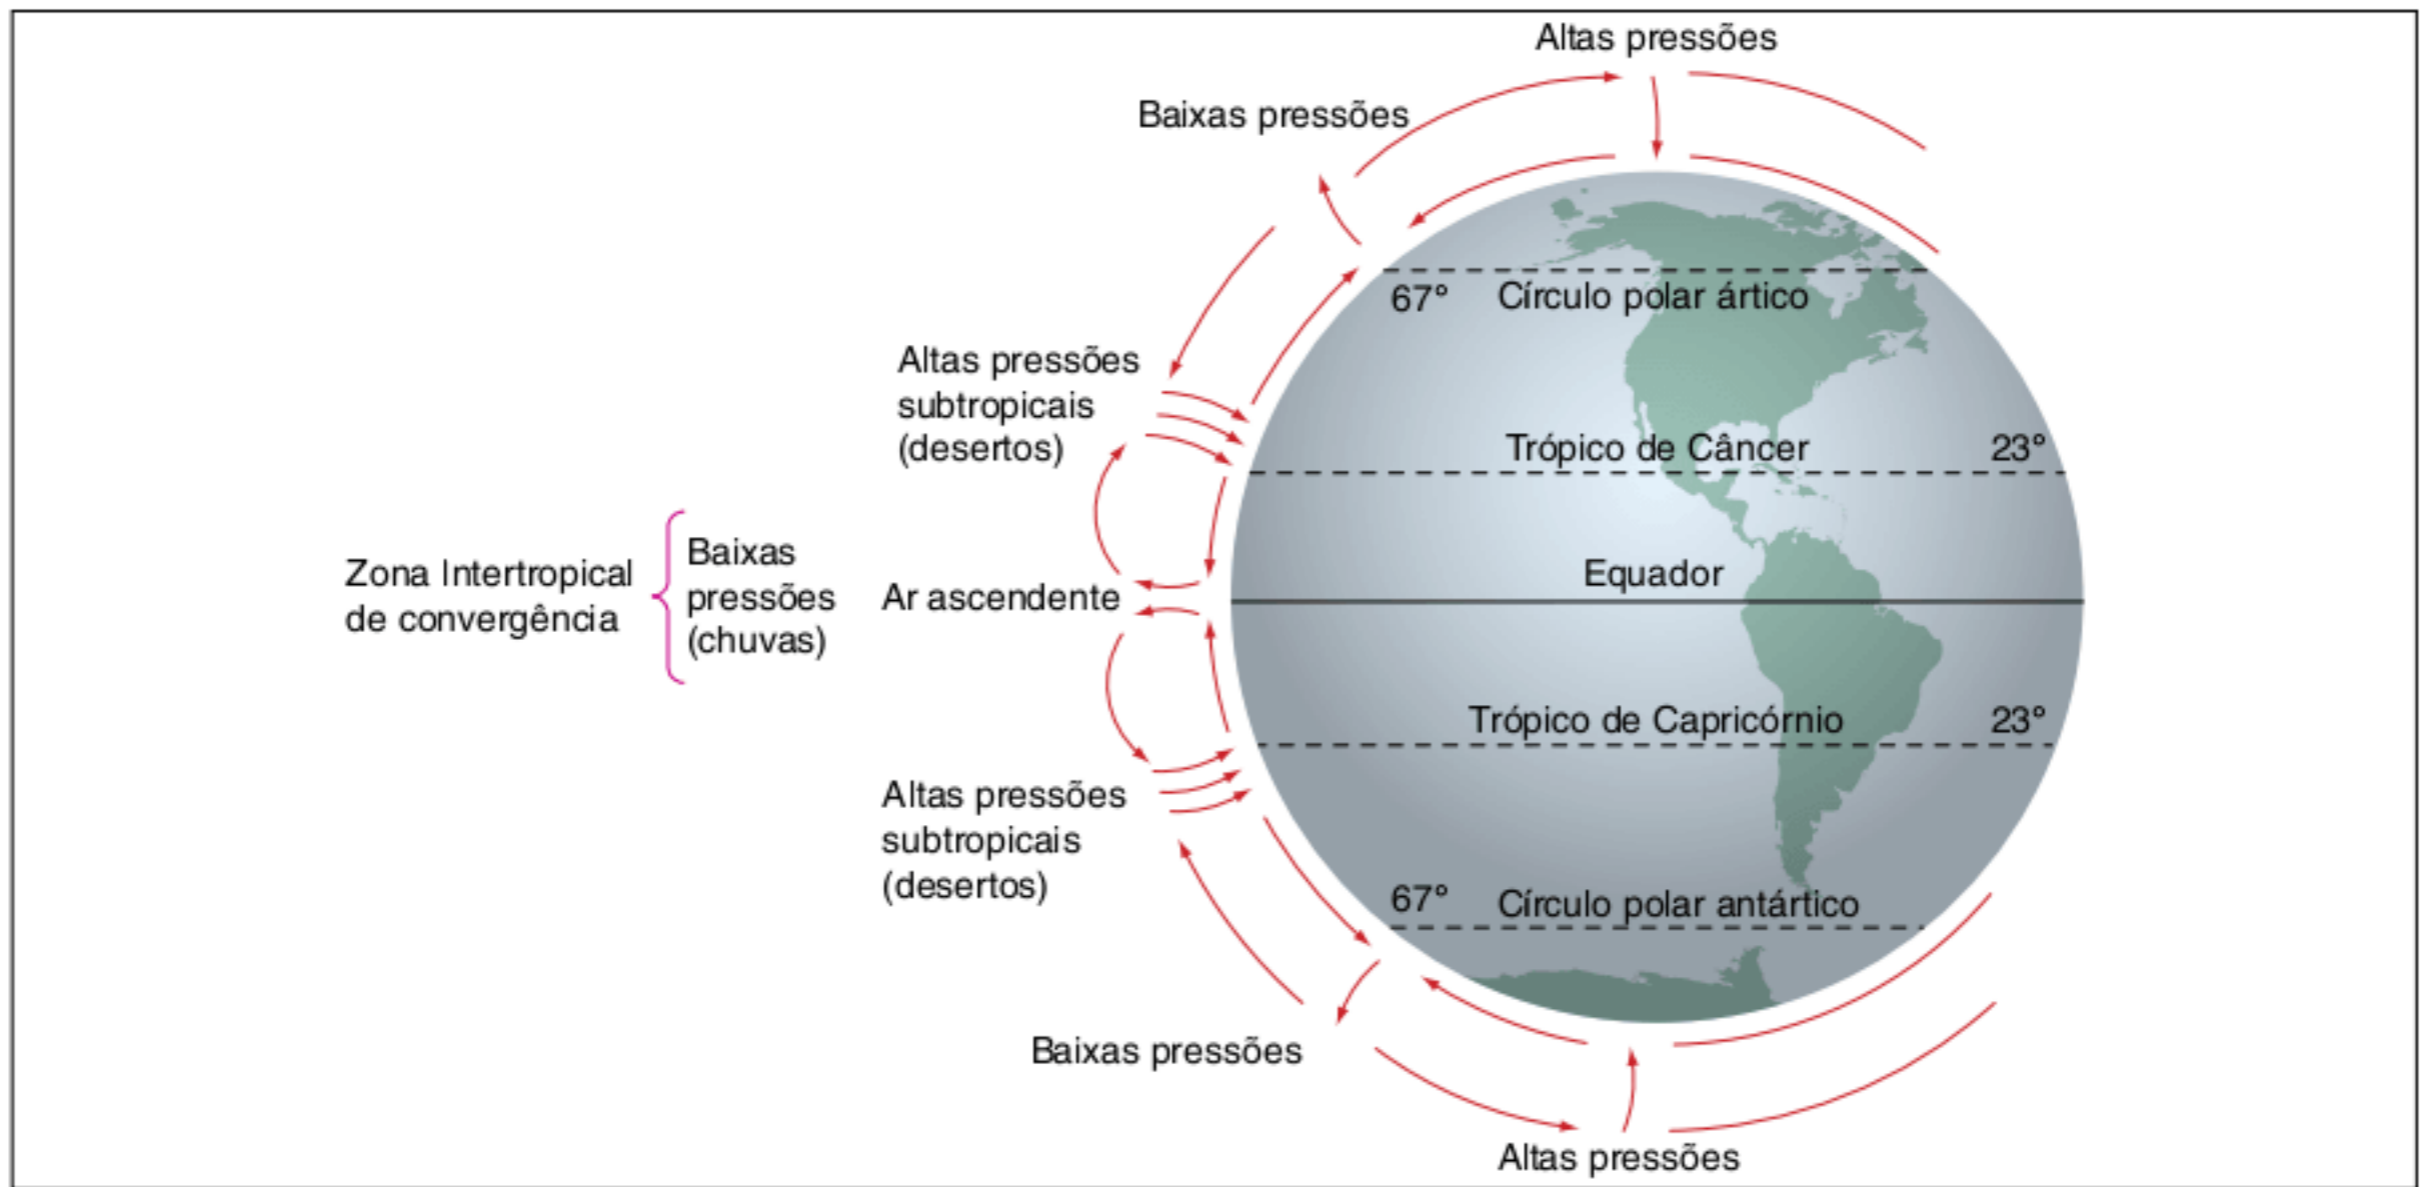 Altas pressões
Baixas pressões
67° Círculo polar ártico
Altas pressões
subtropicais
(desertos)
Trópico de Câncer 23°
Zona Intertropical
de convergência
Baixas
pressões
(chuvas)
Ar ascendente
Equador
Trópico de Capricórnio 23°
Altas pressões
subtropicais
(desertos)
67° Círculo polar antártico
Baixas pressões
Altas pressões